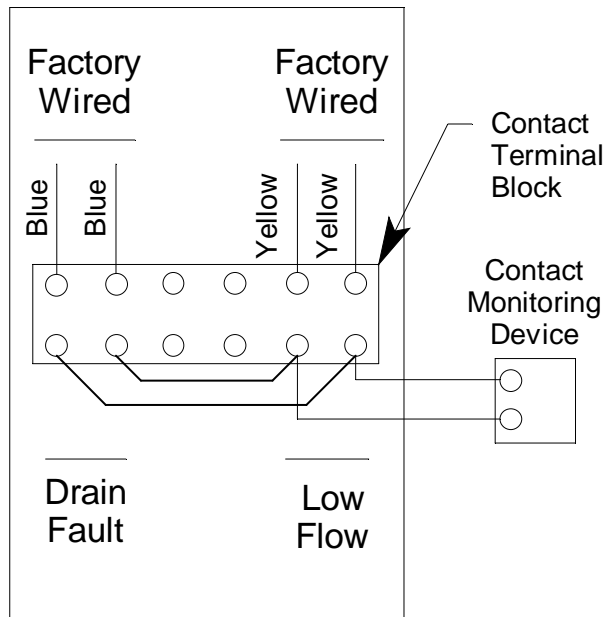 Factory
Wired
Factory
Wired
Contact
Terminal
Block
Blue
Blue
Yellow
Yellow
Contact
Monitoring
Device
Drain
Fault
Low
Flow